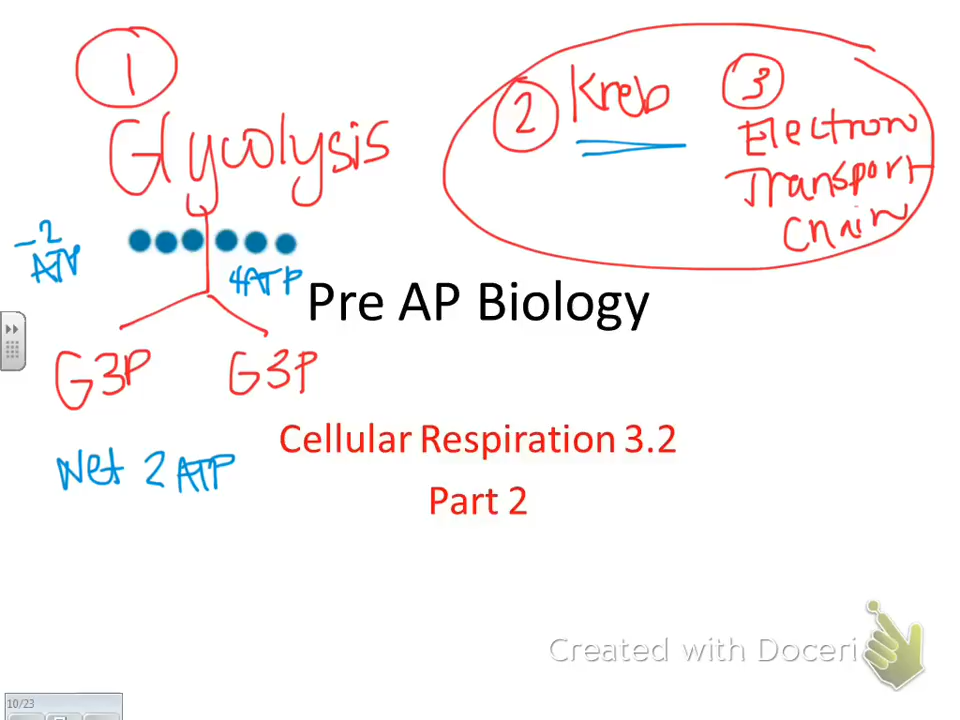 1
Glycolysis
-2
ATP
4ATP
G3P
G3P
Net 2 ATP
2
Kreb
3
Electron
Transport
Chain
Pre AP Biology
Cellular Respiration 3.2
Part 2
Created with Doceri
10/23